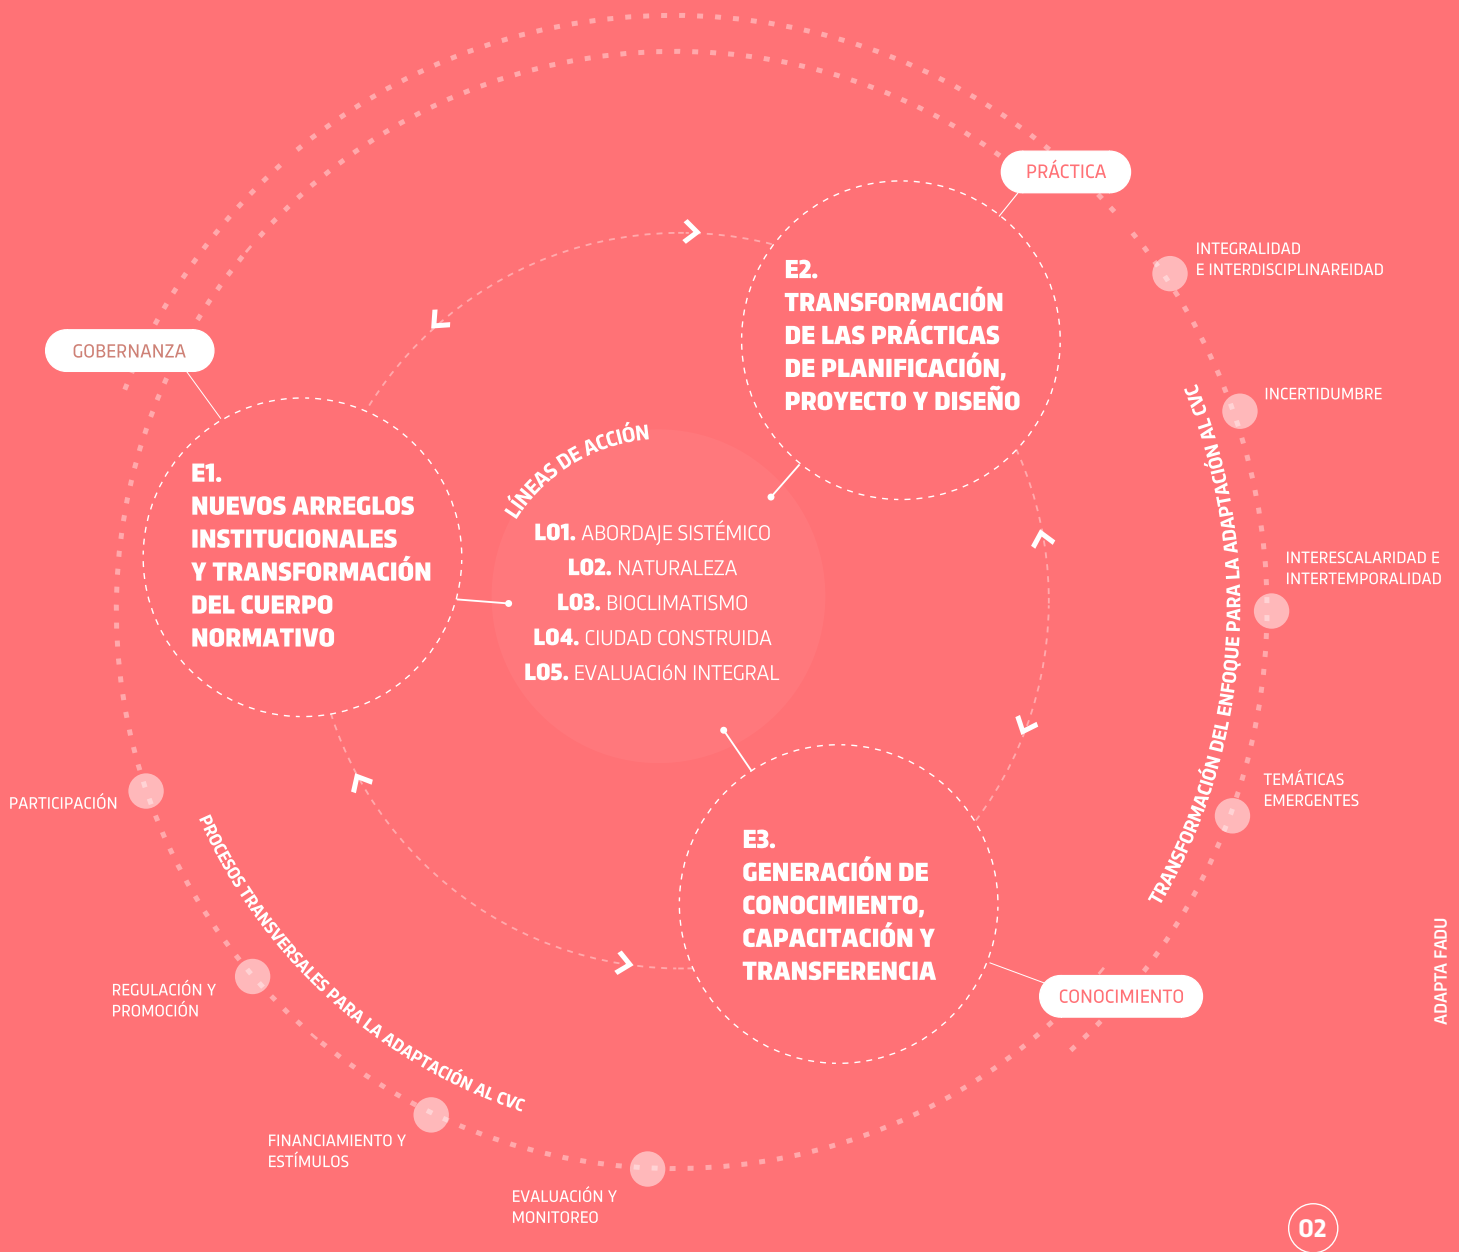 PRÁCTICA
INTEGRALIDAD
E INTERDISCIPLINAREIDAD
E2.
TRANSFORMACIÓN
DE LAS PRÁCTICAS
DE PLANIFICACIÓN,
PROYECTO Y DISEÑO
GOBERNANZA
INCERTIDUMBRE
E1.
NUEVOS ARREGLOS
INSTITUCIONALES
Y TRANSFORMACIÓN
DEL CUERPO
NORMATIVO
LÍNEAS DE ACCIÓN
L01. ABORDAJE SISTÉMICO
L02. NATURALEZA
L03. BIOCLIMATISMO
L04. CIUDAD CONSTRUIDA
L05. EVALUACIóN INTEGRAL
TRANSFORMACIÓN DEL ENFOQUE PARA LA ADAPTACIÓN AL CVC
INTERESCALARIDAD E
INTERTEMPORALIDAD
TEMÁTICAS
EMERGENTES
PARTICIPACIÓN
PROCESOS TRANSVERSALES PARA LA ADAPTACIÓN AL CVC
E3.
GENERACIÓN DE
CONOCIMIENTO,
CAPACITACIÓN Y
TRANSFERENCIA
CONOCIMIENTO
REGULACIÓN Y
PROMOCIÓN
FINANCIAMIENTO Y
ESTÍMULOS
EVALUACIÓN Y
MONITOREO
ADAPTA FADU
02